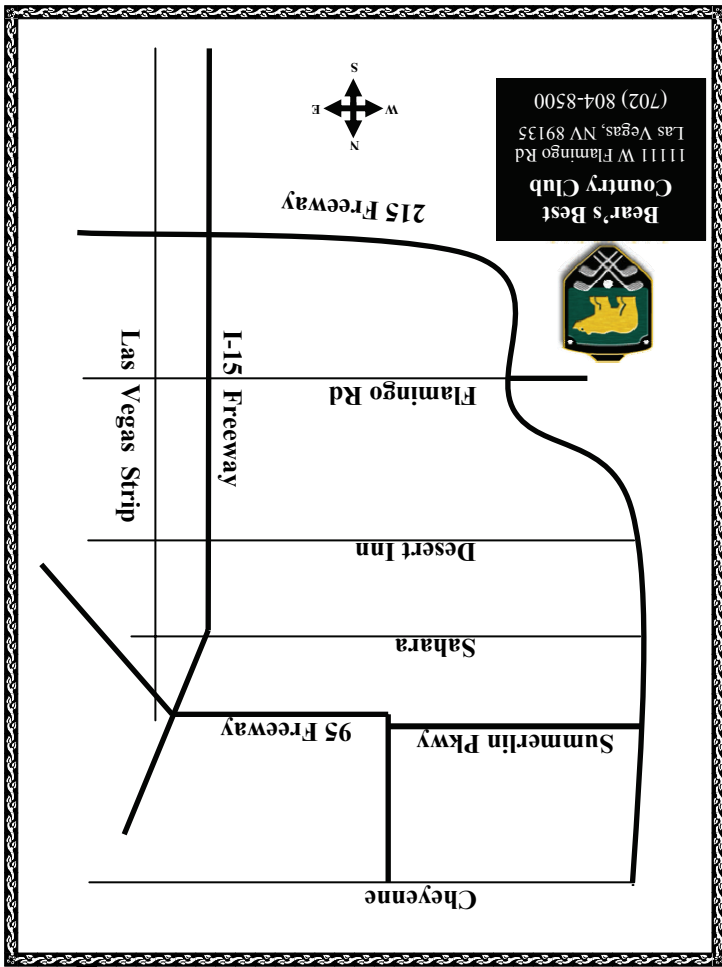 Cheyenne
Summerlin Pkwy
95 Freeway
Sahara
Desert Inn
Flamingo Rd
I-15 Freeway
Las Vegas Strip
215 Freeway
Bear's Best
Country Club
11111 W Flamingo Rd
Las Vegas, NV 89135
(702) 804-8500
N
W
E
S